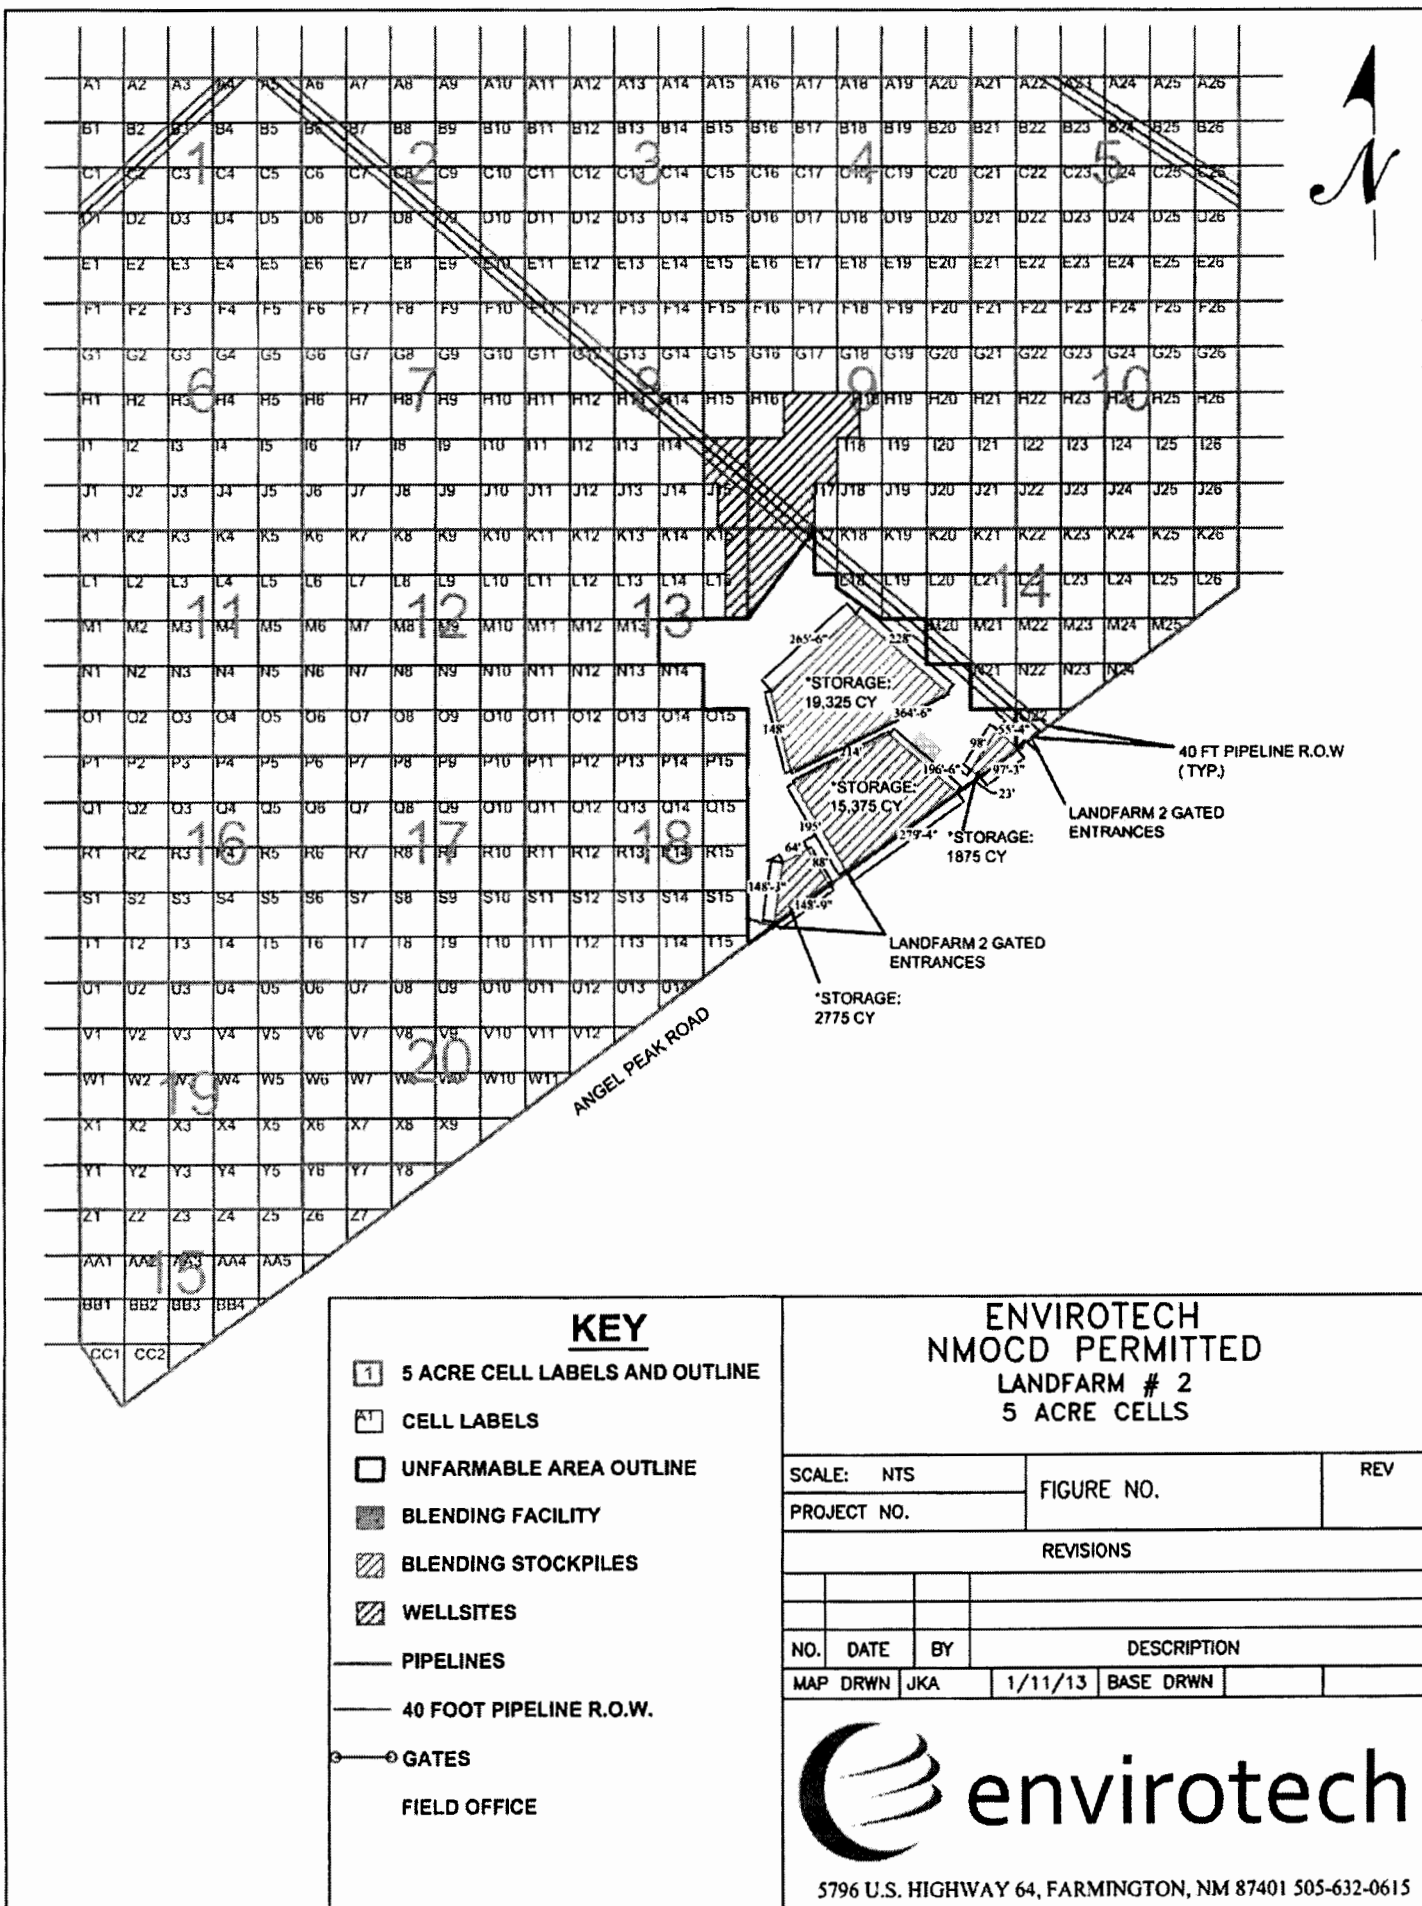 A1 A2 A3 A4 A5 A6 A7 A8 A9 A10 A11 A12 A13 A14 A15 A16 A17 A18 A19 A20 A21 A22 A23 A24 A25 A26
B1 B2 B3 B4 B5 B6 B7 B8 B9 B10 B11 B12 B13 B14 B15 B16 B17 B18 B19 B20 B21 B22 B23 B24 B25 B26
1 2 3 4 5
C1 C2 C3 C4 C5 C6 C7 C8 C9 C10 C11 C12 C13 C14 C15 C16 C17 C18 C19 C20 C21 C22 C23 C24 C25 C26
N
D1 D2 D3 D4 D5 D6 D7 D8 D9 D10 D11 D12 D13 D14 D15 D16 D17 D18 D19 D20 D21 D22 D23 D24 D25 D26
E1 E2 E3 E4 E5 E6 E7 E8 E9 E10 E11 E12 E13 E14 E15 E16 E17 E18 E19 E20 E21 E22 E23 E24 E25 E26
F1 F2 F3 F4 F5 F6 F7 F8 F9 F10 F11 F12 F13 F14 F15 F16 F17 F18 F19 F20 F21 F22 F23 F24 F25 F26
G1 G2 G3 G4 G5 G6 G7 G8 G9 G10 G11 G12 G13 G14 G15 G16 G17 G18 G19 G20 G21 G22 G23 G24 G25 G26
6 7 8 9 10
H1 H2 H3 H4 H5 H6 H7 H8 H9 H10 H11 H12 H13 H14 H15 H16 H18 H19 H20 H21 H22 H23 H24 H25 H26
I1 I2 I3 I4 I5 I6 I7 I8 I9 I10 I11 I12 I13 I14 I18 I19 I20 I21 I22 I23 I24 I25 I26
J1 J2 J3 J4 J5 J6 J7 J8 J9 J10 J11 J12 J13 J14 J15 J17 J18 J19 J20 J21 J22 J23 J24 J25 J26
K1 K2 K3 K4 K5 K6 K7 K8 K9 K10 K11 K12 K13 K14 K15 K18 K19 K20 K21 K22 K23 K24 K25 K26
L1 L2 L3 L4 L5 L6 L7 L8 L9 L10 L11 L12 L13 L14 L15 L18 L19 L20 L21 L22 L23 L24 L25 L26
11 12 13 14
M1 M2 M3 M4 M5 M6 M7 M8 M9 M10 M11 M12 M13 M20 M21 M22 M23 M24 M25
265'-6" 228'
N1 N2 N3 N4 N5 N6 N7 N8 N9 N10 N11 N12 N13 N14 N21 N22 N23 N24
*STORAGE:
19,325 CY
364'-6"
O1 O2 O3 O4 O5 O6 O7 O8 O9 O10 O11 O12 O13 O14 O15 O22
148' 214' 98' 55'-4"
40 FT PIPELINE R.O.W
(TYP.)
P1 P2 P3 P4 P5 P6 P7 P8 P9 P10 P11 P12 P13 P14 P15
196'-6" 97'-3"
23'
*STORAGE:
15,375 CY
Q1 Q2 Q3 Q4 Q5 Q6 Q7 Q8 Q9 Q10 Q11 Q12 Q13 Q14 Q15
LANDFARM 2 GATED
ENTRANCES
195' 279'-4"
*STORAGE:
1875 CY
16 17 18
R1 R2 R3 R4 R5 R6 R7 R8 R9 R10 R11 R12 R13 R14 R15
64' 88'
148'-3"
148'-9"
S1 S2 S3 S4 S5 S6 S7 S8 S9 S10 S11 S12 S13 S14 S15
T1 T2 T3 T4 T5 T6 T7 T8 T9 T10 T11 T12 T13 T14 T15
LANDFARM 2 GATED
ENTRANCES
U1 U2 U3 U4 U5 U6 U7 U8 U9 U10 U11 U12 U13 U14
*STORAGE:
2775 CY
V1 V2 V3 V4 V5 V6 V7 V8 V9 V10 V11 V12
ANGEL PEAK ROAD
19 20
W1 W2 W3 W4 W5 W6 W7 W8 W9 W10 W11
X1 X2 X3 X4 X5 X6 X7 X8 X9
Y1 Y2 Y3 Y4 Y5 Y6 Y7 Y8
Z1 Z2 Z3 Z4 Z5 Z6 Z7
AA1 AA2 AA3 AA4 AA5
15
BB1 BB2 BB3 BB4
CC1 CC2
KEY
1 5 ACRE CELL LABELS AND OUTLINE
A1 CELL LABELS
UNFARMABLE AREA OUTLINE
BLENDING FACILITY
BLENDING STOCKPILES
WELLSITES
PIPELINES
40 FOOT PIPELINE R.O.W.
GATES
FIELD OFFICE
ENVIROTECH
NMOCD PERMITTED
LANDFARM # 2
5 ACRE CELLS
SCALE: NTS
PROJECT NO.
FIGURE NO.
REV
REVISIONS
NO. DATE BY DESCRIPTION
MAP DRWN JKA 1/11/13 BASE DRWN
envirotech
5796 U.S. HIGHWAY 64, FARMINGTON, NM 87401 505-632-0615